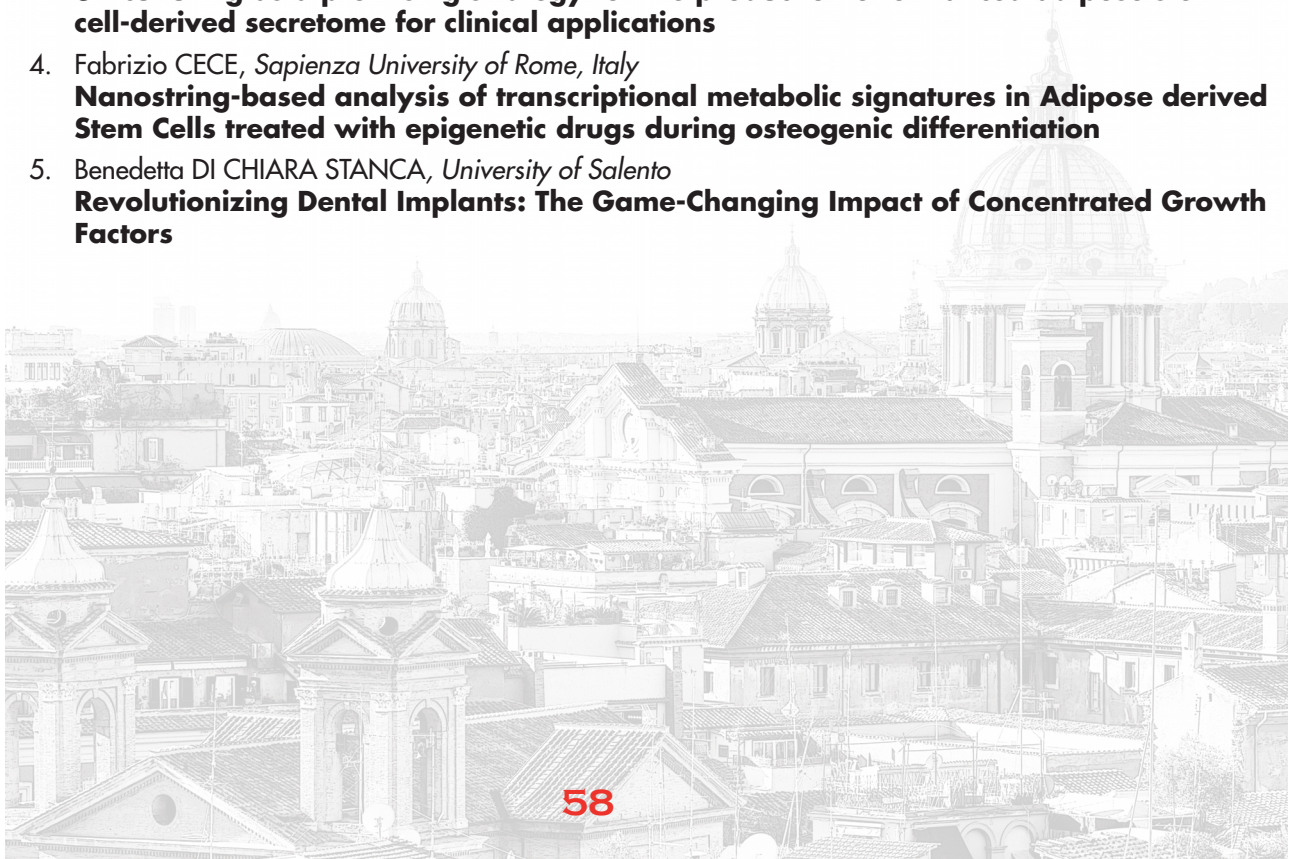 cell-derived secretome for clinical applications
4. Fabrizio CECE, Sapienza University of Rome, Italy
Nanostring-based analysis of transcriptional metabolic signatures in Adipose derived
Stem Cells treated with epigenetic drugs during osteogenic differentiation
5. Benedetta DI CHIARA STANCA, University of Salento
Revolutionizing Dental Implants: The Game-Changing Impact of Concentrated Growth
Factors
58